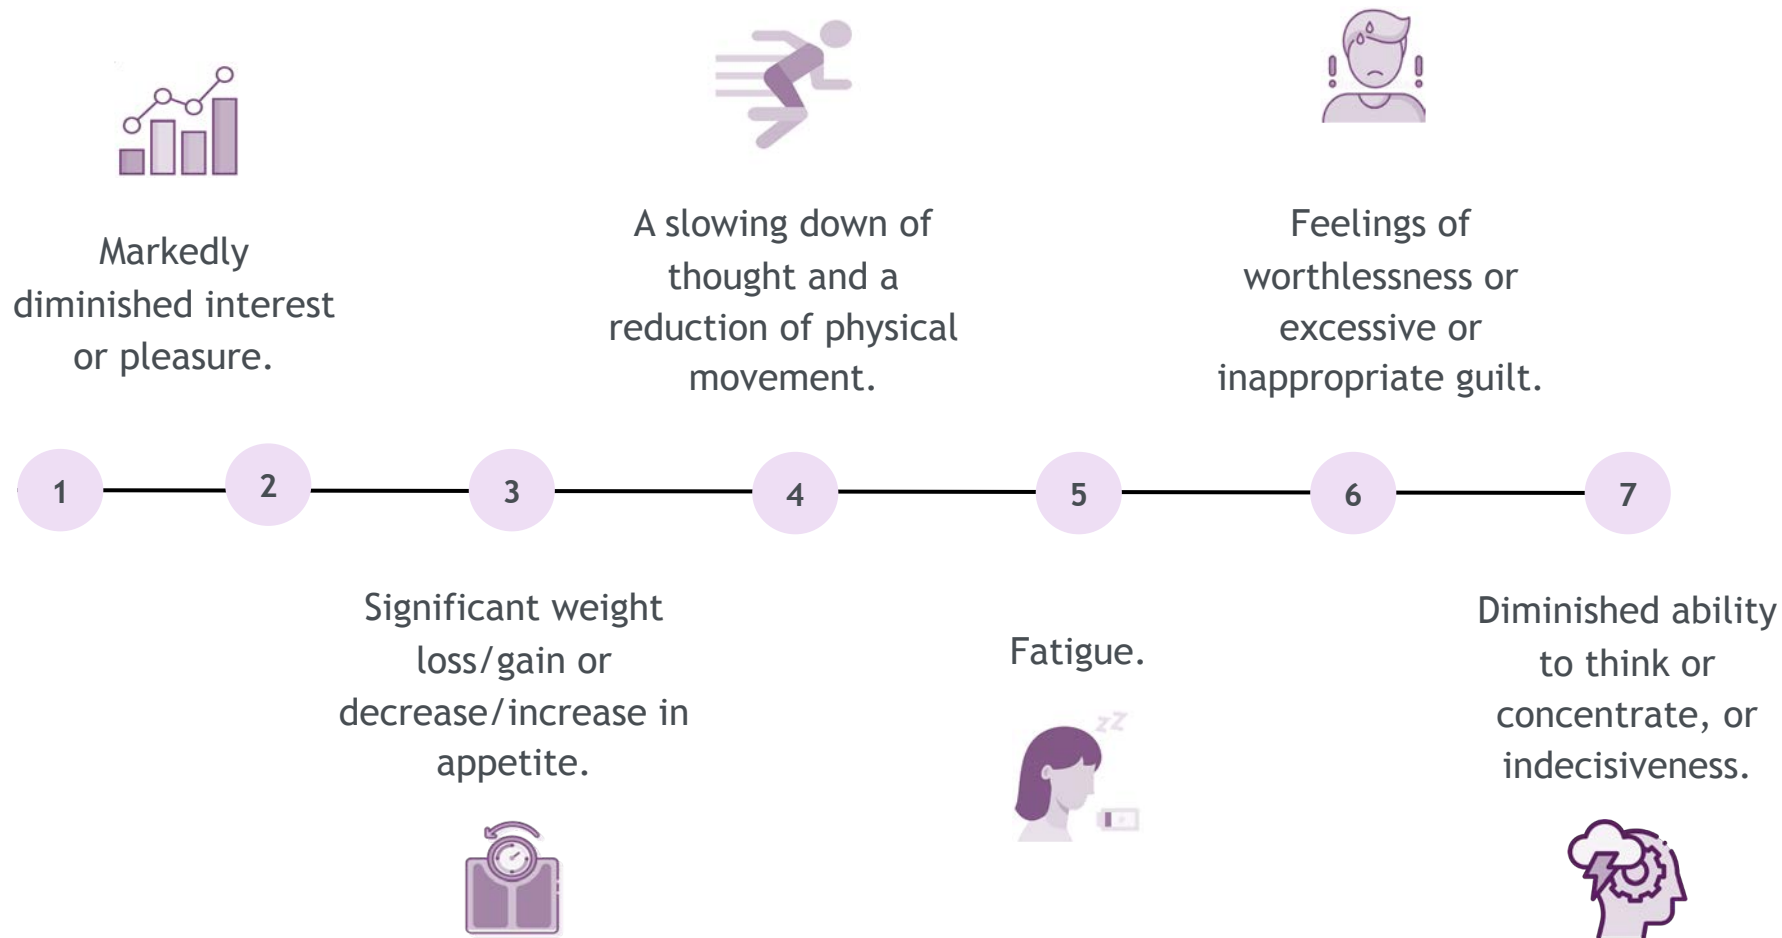 Markedly
diminished interest
or pleasure.
A slowing down of
thought and a
reduction of physical
movement.
Feelings of
worthlessness or
excessive or
inappropriate guilt.
1
2
3
4
5
6
7
Significant weight
loss/gain or
decrease/increase in
appetite.
Fatigue.
zZ
Diminished ability
to think or
concentrate, or
indecisiveness.